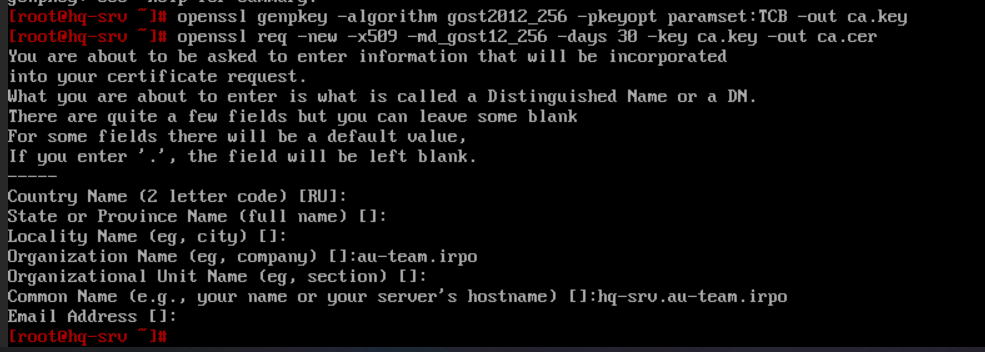 genpkey: Use -help for summary.
[root@hq-srv ~]# openssl genpkey -algorithm gost2012_256 -pkeyopt paramset:TCB -out ca.key
[root@hq-srv ~]# openssl req -new -x509 -md_gost12_256 -days 30 -key ca.key -out ca.cer
You are about to be asked to enter information that will be incorporated
into your certificate request.
What you are about to enter is what is called a Distinguished Name or a DN.
There are quite a few fields but you can leave some blank
For some fields there will be a default value,
If you enter '.', the field will be left blank.
-----
Country Name (2 letter code) [RU]:
State or Province Name (full name) []:
Locality Name (eg, city) []:
Organization Name (eg, company) []:au-team.irpo
Organizational Unit Name (eg, section) []:
Common Name (e.g., your name or your server's hostname) []:hq-srv.au-team.irpo
Email Address []:
[root@hq-srv ~]#